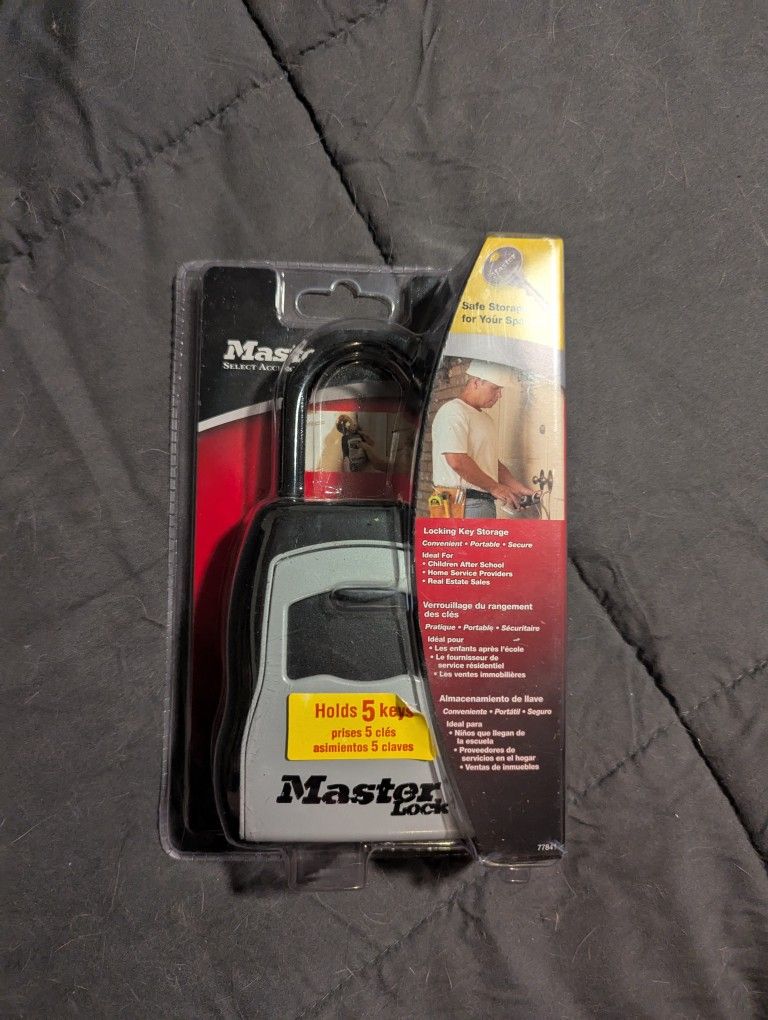 Master
Safe Storage
for Your
Mast
SELECT ACC
Locking Key Storage
Convenient • Portable • Secure
Ideal For
• Children After School
• Home Service Providers
• Real Estate Sales
Verrouillage du rangement
des clés
Pratique • Portable • Sécuritaire
Idéal pour
• Les enfants après l'école
• Le fournisseur de
service résidentiel
• Les ventes immobilières
Almacenamiento de llave
Conveniente • Portátil • Seguro
Ideal para
• Niños que llegan de
la escuela
• Proveedores de
servicios en el hogar
• Ventas de inmuebles
Holds 5 keys
prises 5 clés
asimientos 5 claves
Master
Lock
77841